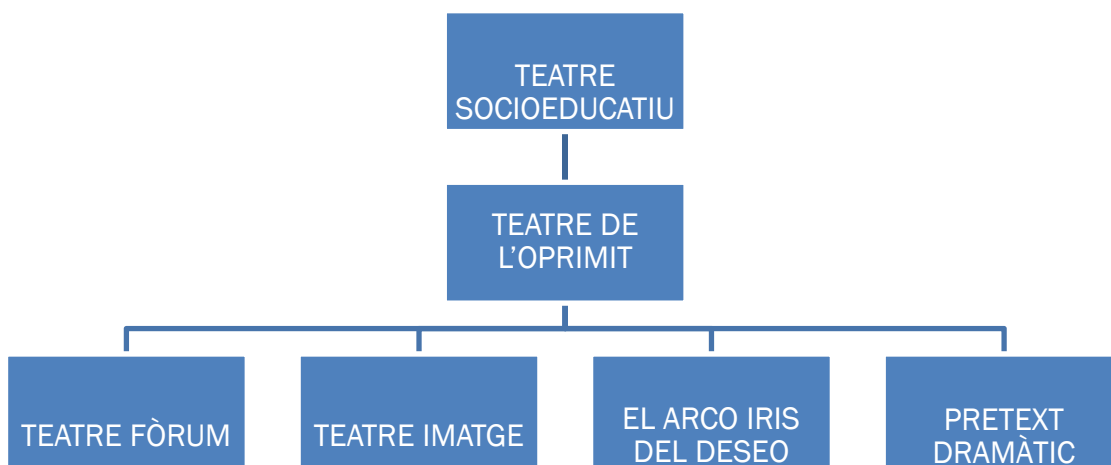 TEATRE
SOCIOEDUCATIU
TEATRE DE
L’OPRIMIT
TEATRE FÒRUM
TEATRE IMATGE
EL ARCO IRIS
DEL DESEO
PRETEXT
DRAMÀTIC